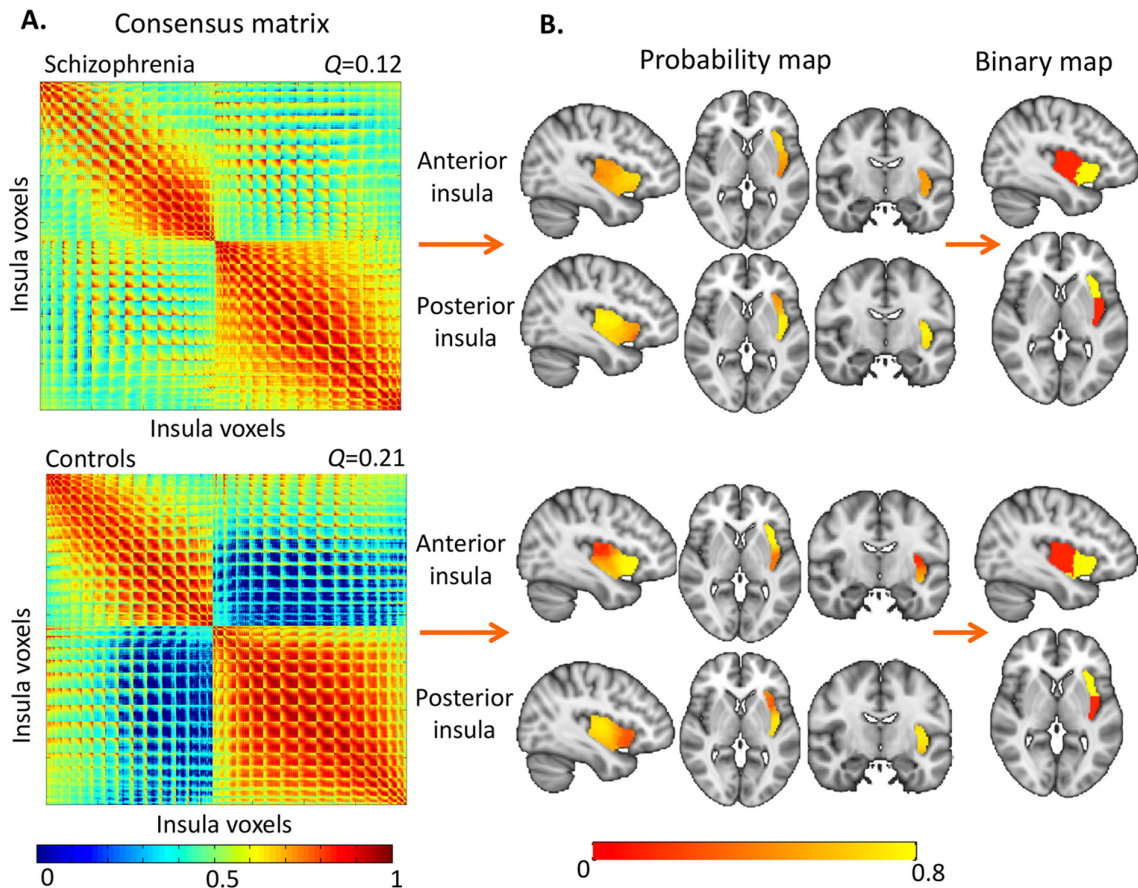 A.
Consensus matrix
Schizophrenia
Q=0.12
Insula voxels
Insula voxels
Controls
Q=0.21
Insula voxels
Insula voxels
0
0.5
1
B.
Probability map
Binary map
Anterior
insula
Posterior
insula
Anterior
insula
Posterior
insula
0
0.8